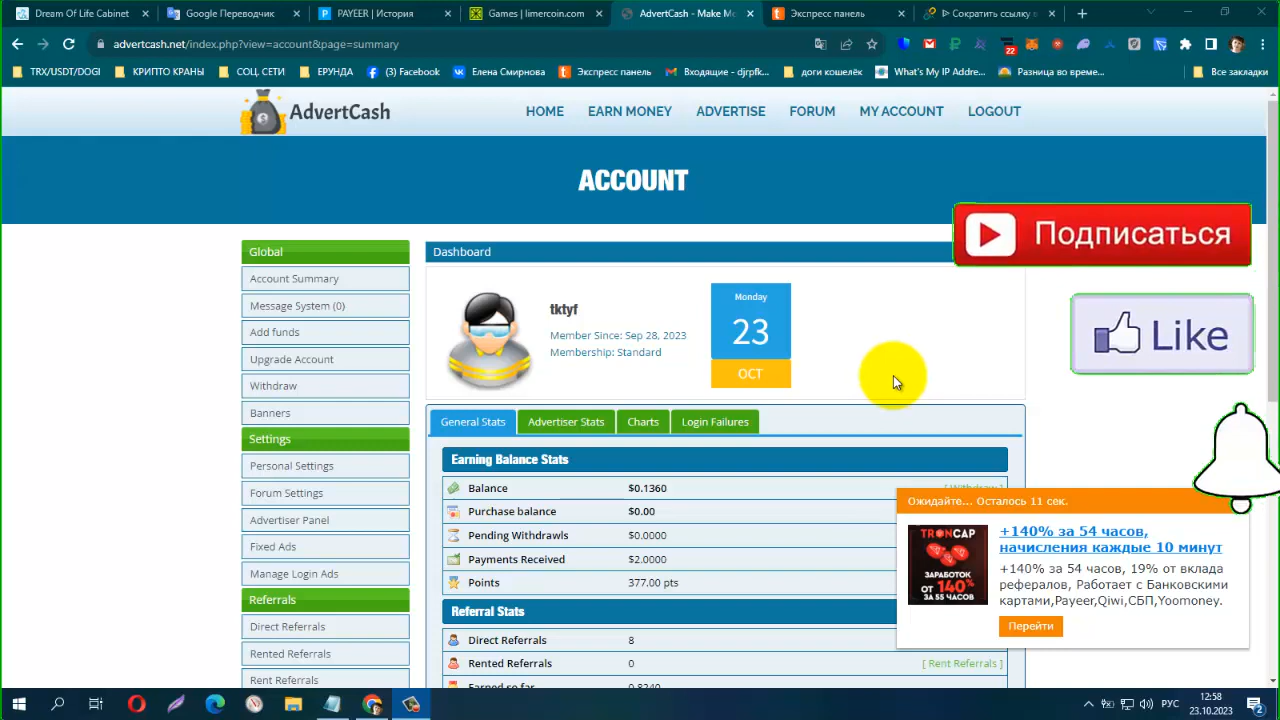 Dream Of Life Cabinet
Google Переводчик
PAYEER | История
Games | limercoin.com
AdvertCash - Make Mo
Экспресс панель
Сократить ссылку в
advertcash.net/index.php?view=account&page=summary
22
TRX/USDT/DOGI
КРИПТО КРАНЫ
СОЦ. СЕТИ
ЕРУНДА
(3) Facebook
Елена Смирнова
Экспресс панель
Входящие - djrpfk...
доги кошелёк
What's My IP Addre...
Разница во време...
Все закладки
AdvertCash
HOME
EARN MONEY
ADVERTISE
FORUM
MY ACCOUNT
LOGOUT
ACCOUNT
Подписаться
Like
Global
Account Summary
Message System (0)
Add funds
Upgrade Account
Withdraw
Banners
Settings
Personal Settings
Forum Settings
Advertiser Panel
Fixed Ads
Manage Login Ads
Referrals
Direct Referrals
Rented Referrals
Rent Referrals
Dashboard
tktyf
Member Since: Sep 28, 2023
Membership: Standard
Monday
23
OCT
General Stats
Advertiser Stats
Charts
Login Failures
Earning Balance Stats
Balance $0.1360 [ Withdraw ]
Purchase balance $0.00
Pending Withdrawls $0.0000
Payments Received $2.0000
Points 377.00 pts
Referral Stats
Direct Referrals 8
Rented Referrals 0 [ Rent Referrals ]
Earned so far 0.8240
Ожидайте... Осталось 11 сек.
TRONCAP
ЗАРАБОТОК
ОТ 140%
ЗА 55 ЧАСОВ
+140% за 54 часов,
начисления каждые 10 минут
+140% за 54 часов, 19% от вклада
рефералов, Работает с Банковскими
картами,Payeer,Qiwi,СБП,Yoomoney.
Перейти
РУС
12:58
23.10.2023
2